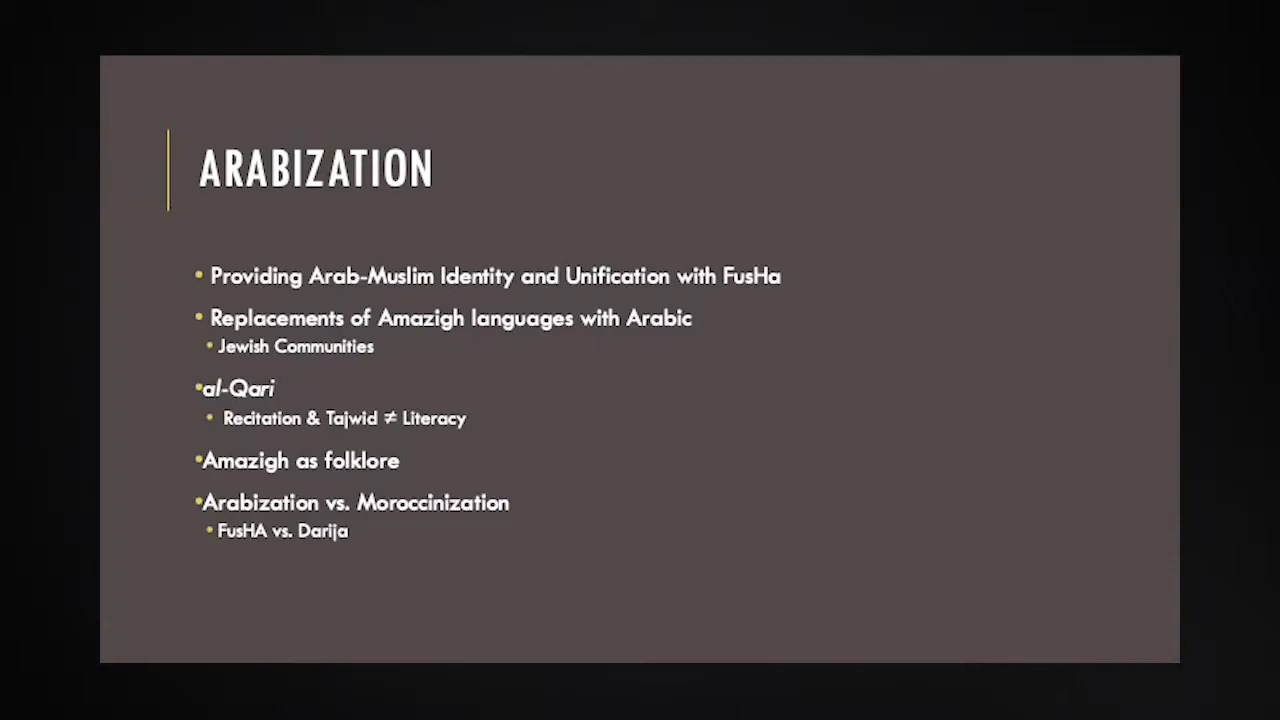 ARABIZATION
• Providing Arab-Muslim Identity and Unification with FusHa
• Replacements of Amazigh languages with Arabic
• Jewish Communities
•al-Qari
• Recitation & Tajwid ≠ Literacy
•Amazigh as folklore
•Arabization vs. Moroccinization
• FusHA vs. Darija